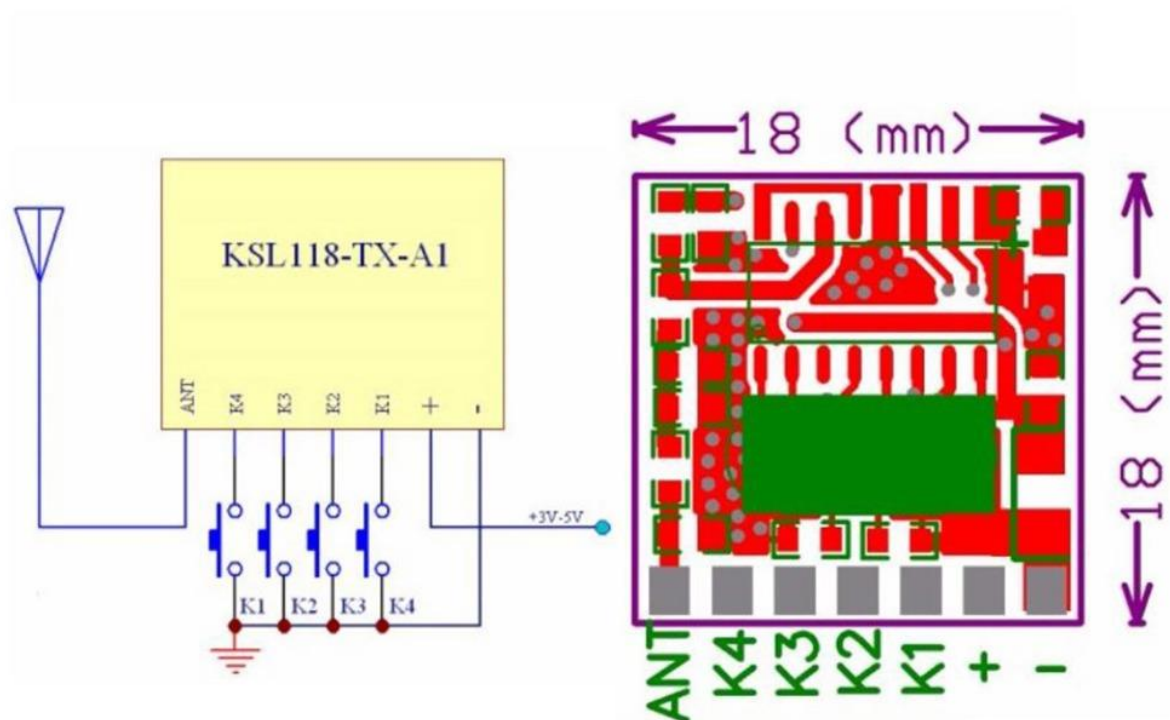 KSL118-TX-A1
ANT K4 K3 K2 K1 + -
+3V-5V
K1 K2 K3 K4
18 (mm)
+
18 (mm)
ANT K4 K3 K2 K1 + -